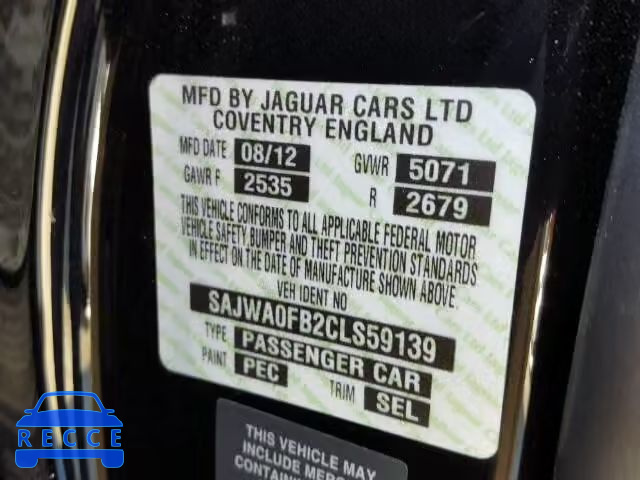 MFD BY JAGUAR CARS LTD
COVENTRY ENGLAND
MFD DATE 08/12 GVWR 5071
GAWR F 2535 R 2679
THIS VEHICLE CONFORMS TO ALL APPLICABLE FEDERAL MOTOR
VEHICLE SAFETY, BUMPER AND THEFT PREVENTION STANDARDS
IN EFFECT ON THE DATE OF MANUFACTURE SHOWN ABOVE.
VEH IDENT NO
SAJWA0FB2CLS59139
TYPE PASSENGER CAR
PAINT PEC TRIM SEL
THIS VEHICLE MAY
INCLUDE
RECCE